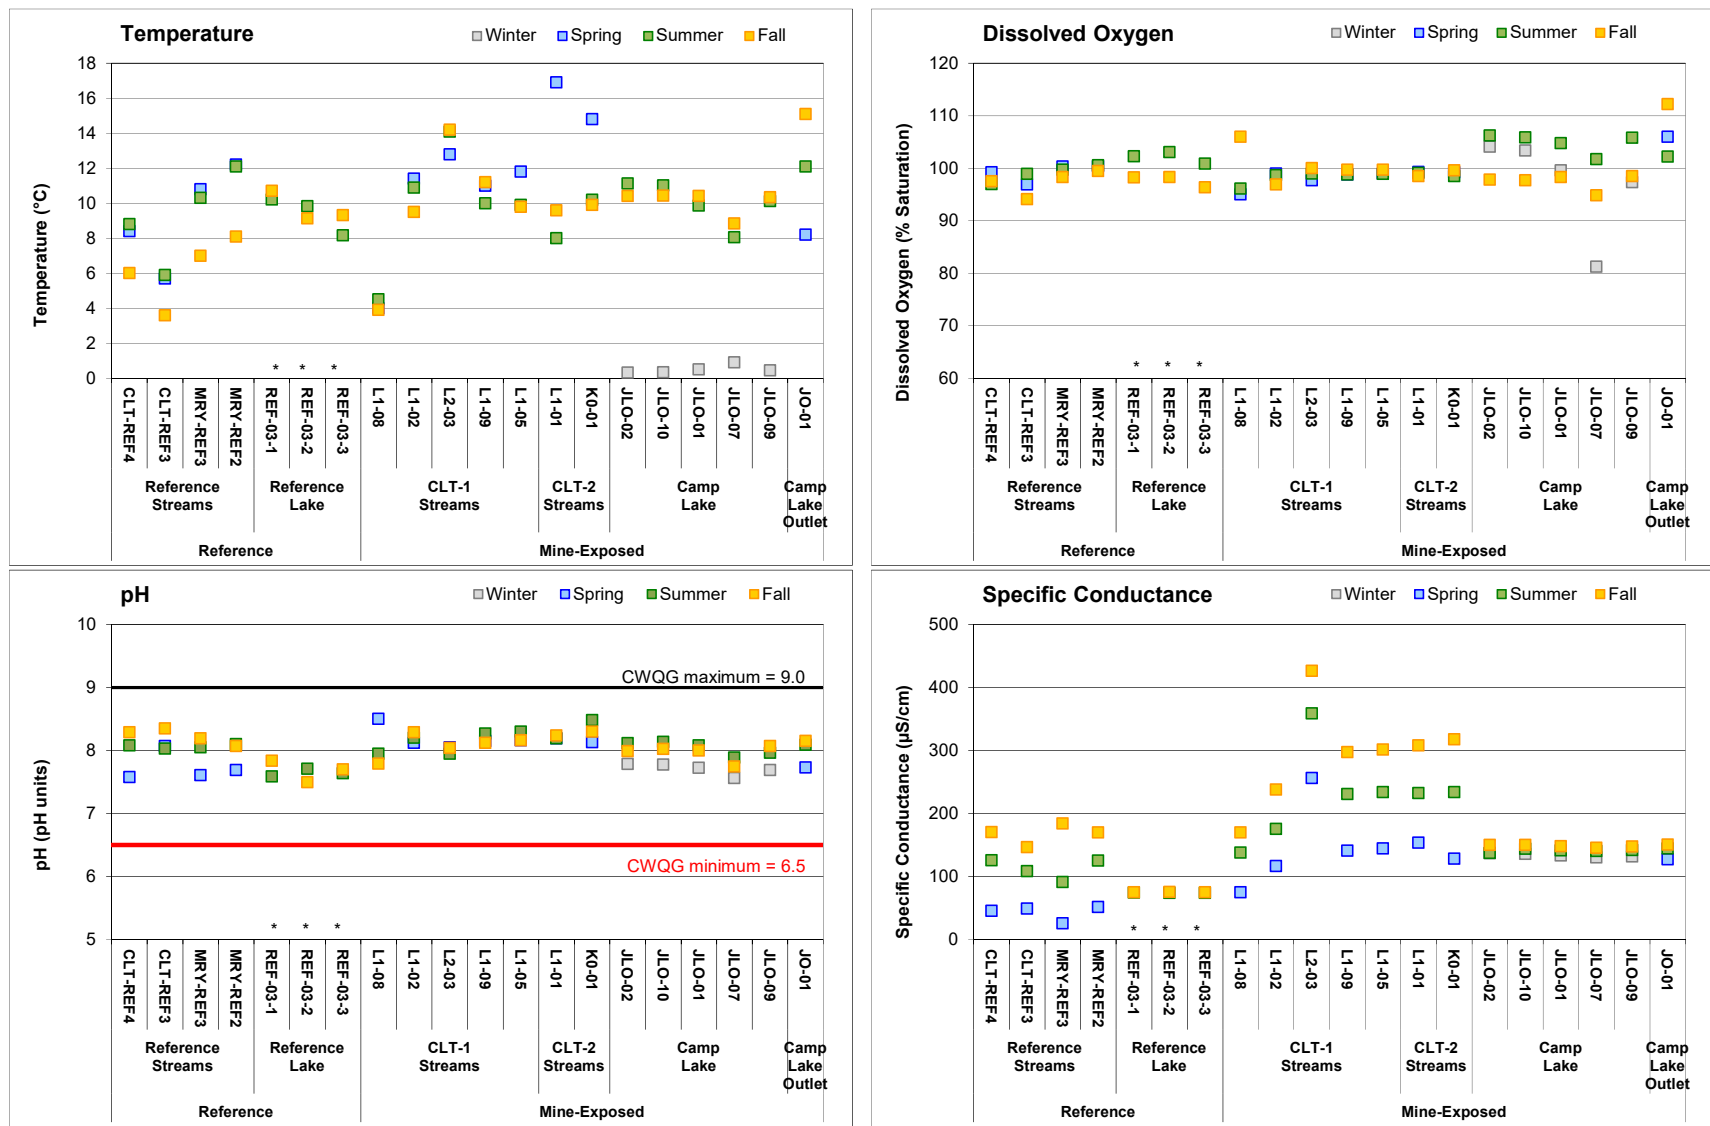 Temperature
Winter Spring Summer Fall
Temperature (°C)
18
16
14
12
10
8
6
4
2
0
* * *
CLT-REF4 CLT-REF3 MRY-REF3 MRY-REF2 REF-03-1 REF-03-2 REF-03-3 L1-08 L1-02 L2-03 L1-09 L1-05 L1-01 K0-01 JLO-02 JLO-10 JLO-01 JLO-07 JLO-09 JO-01
Reference Streams
Reference Lake
CLT-1 Streams
CLT-2 Streams
Camp Lake
Camp Lake Outlet
Reference
Mine-Exposed
Dissolved Oxygen
Winter Spring Summer Fall
Dissolved Oxygen (% Saturation)
120
110
100
90
80
70
60
* * *
CLT-REF4 CLT-REF3 MRY-REF3 MRY-REF2 REF-03-1 REF-03-2 REF-03-3 L1-08 L1-02 L2-03 L1-09 L1-05 L1-01 K0-01 JLO-02 JLO-10 JLO-01 JLO-07 JLO-09 JO-01
Reference Streams
Reference Lake
CLT-1 Streams
CLT-2 Streams
Camp Lake
Camp Lake Outlet
Reference
Mine-Exposed
pH
Winter Spring Summer Fall
pH (pH units)
10
9
8
7
6
5
CWQG maximum = 9.0
CWQG minimum = 6.5
* * *
CLT-REF4 CLT-REF3 MRY-REF3 MRY-REF2 REF-03-1 REF-03-2 REF-03-3 L1-08 L1-02 L2-03 L1-09 L1-05 L1-01 K0-01 JLO-02 JLO-10 JLO-01 JLO-07 JLO-09 JO-01
Reference Streams
Reference Lake
CLT-1 Streams
CLT-2 Streams
Camp Lake
Camp Lake Outlet
Reference
Mine-Exposed
Specific Conductance
Winter Spring Summer Fall
Specific Conductance (µS/cm)
500
400
300
200
100
0
* * *
CLT-REF4 CLT-REF3 MRY-REF3 MRY-REF2 REF-03-1 REF-03-2 REF-03-3 L1-08 L1-02 L2-03 L1-09 L1-05 L1-01 K0-01 JLO-02 JLO-10 JLO-01 JLO-07 JLO-09 JO-01
Reference Streams
Reference Lake
CLT-1 Streams
CLT-2 Streams
Camp Lake
Camp Lake Outlet
Reference
Mine-Exposed